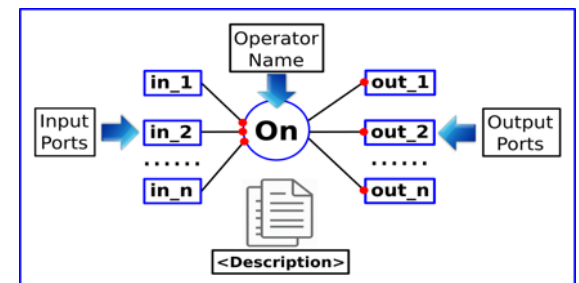 Operator
Name
in_1
out_1
Input
Ports
in_2
On
out_2
Output
Ports
......
......
in_n
out_n
<Description>